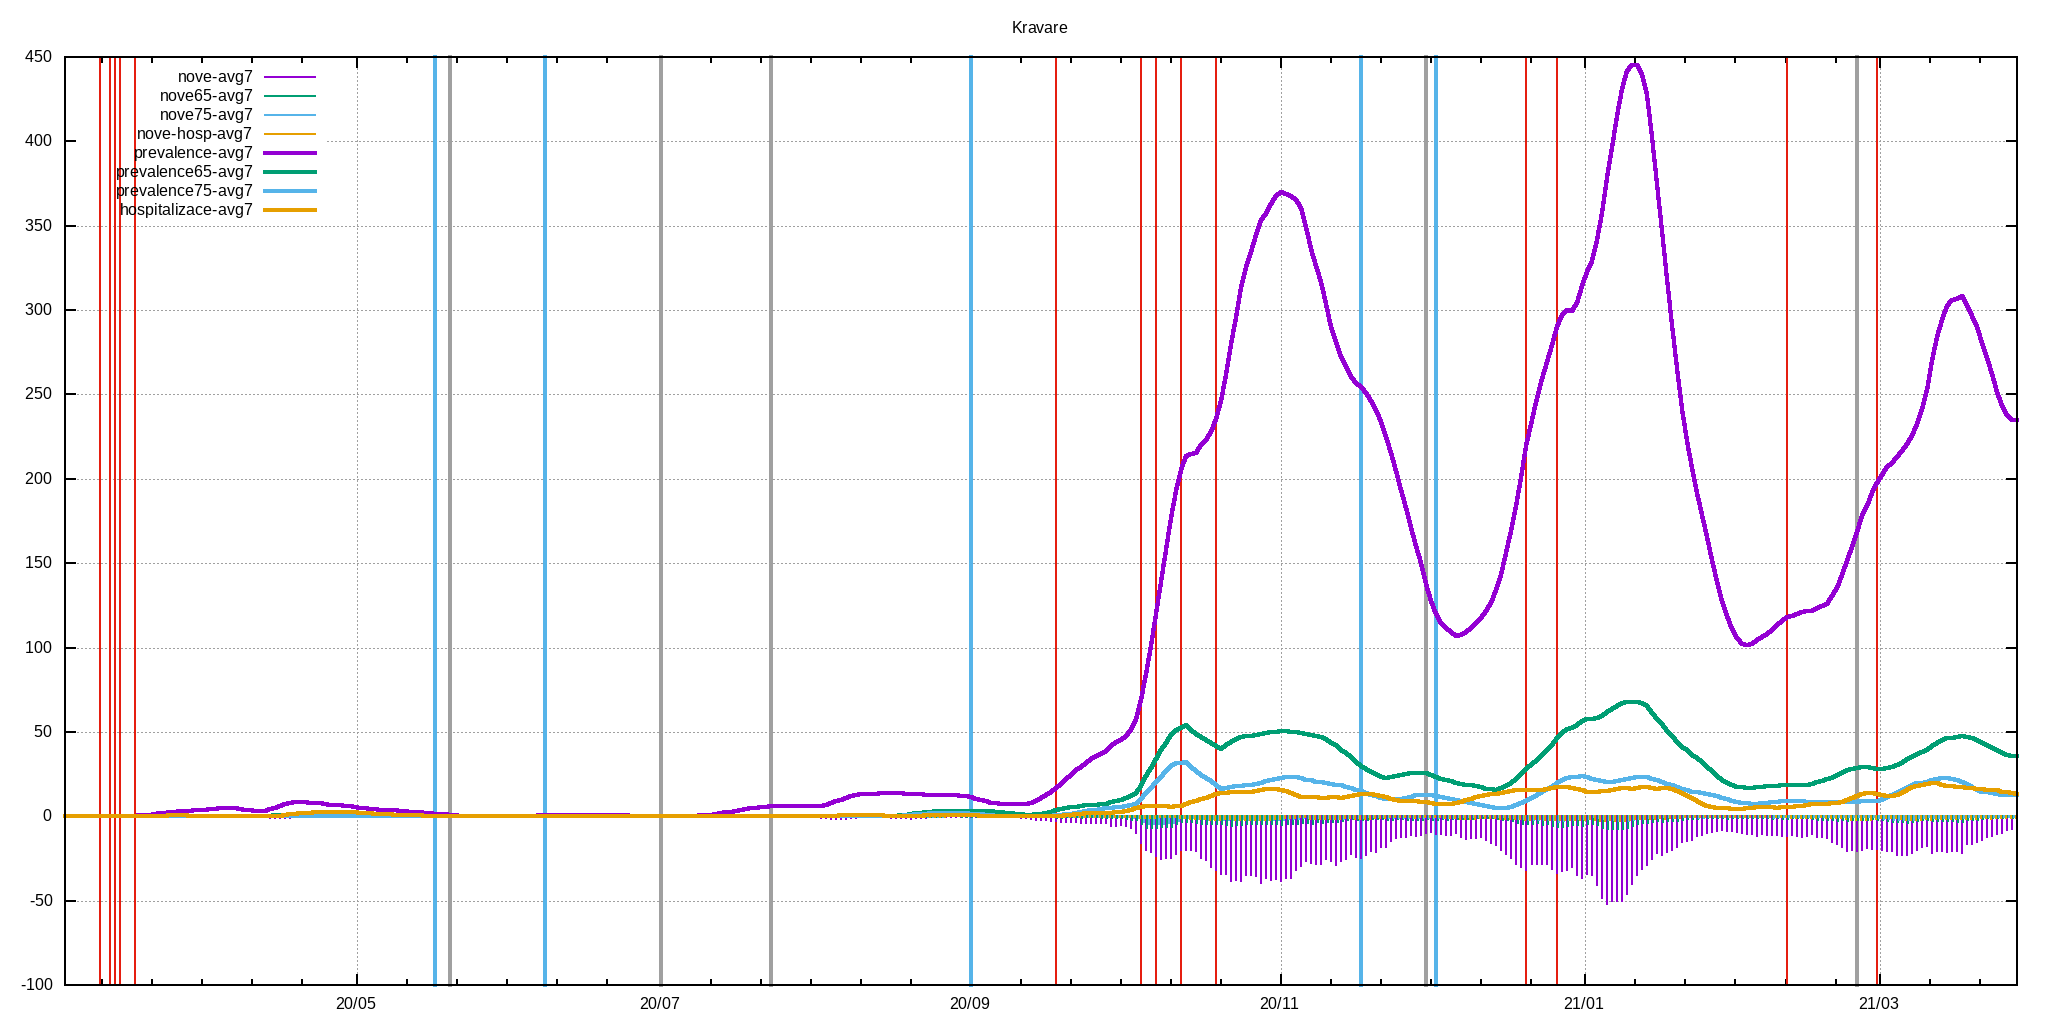 Kravare
450
400
350
300
250
200
150
100
50
0
-50
-100
nove-avg7
nove65-avg7
nove75-avg7
nove-hosp-avg7
prevalence-avg7
prevalence65-avg7
prevalence75-avg7
hospitalizace-avg7
20/05
20/07
20/09
20/11
21/01
21/03